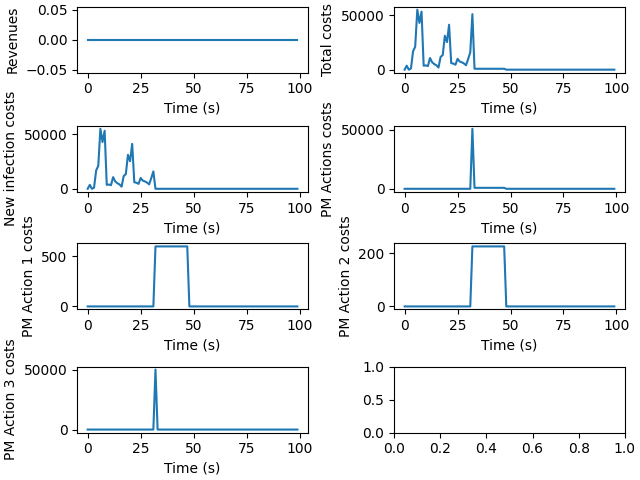 Revenues
0.05
0.00
−0.05
0 25 50 75 100
Time (s)
Total costs
50000
0
0 25 50 75 100
Time (s)
New infection costs
50000
0
0 25 50 75 100
Time (s)
PM Actions costs
50000
0
0 25 50 75 100
Time (s)
PM Action 1 costs
500
0
0 25 50 75 100
Time (s)
PM Action 2 costs
200
0
0 25 50 75 100
Time (s)
PM Action 3 costs
50000
0
0 25 50 75 100
Time (s)
1.0
0.5
0.0
0.0 0.2 0.4 0.6 0.8 1.0